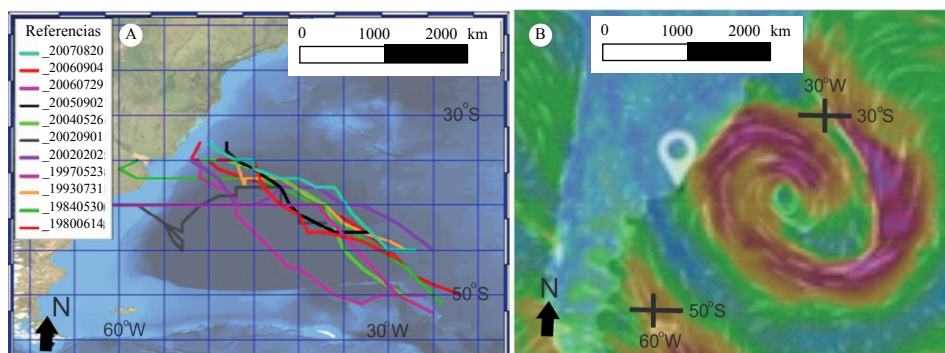 Referencias
_20070820
_20060904
_20060729
_20050902
_20040526
_20020901
_20020202
_19970523
_19930731
_19840530
_19800614
A
0 1000 2000 km
30°S
50°S
60°W
30°W
N
B
0 1000 2000 km
30°W
30°S
50°S
60°W
N